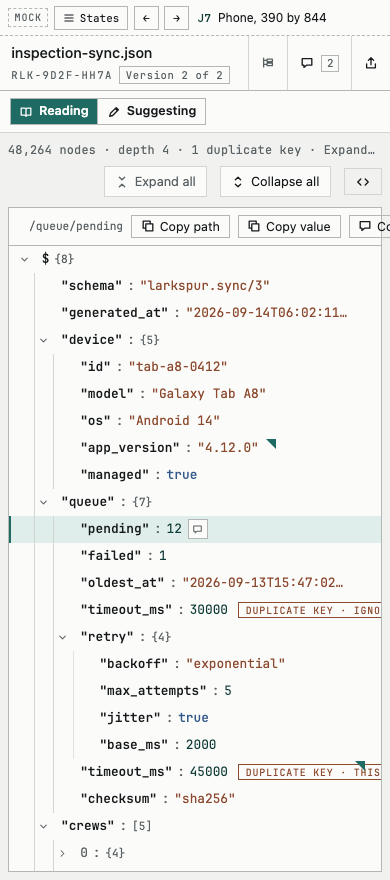 MOCK States ← → J7 Phone, 390 by 844
inspection-sync.json
RLK-9D2F-HH7A Version 2 of 2 2
Reading Suggesting
48,264 nodes · depth 4 · 1 duplicate key · Expand…
Expand all Collapse all <>
/queue/pending Copy path Copy value Co
$ {8}
"schema" : "larkspur.sync/3"
"generated_at" : "2026-09-14T06:02:11…
"device" : {5}
"id" : "tab-a8-0412"
"model" : "Galaxy Tab A8"
"os" : "Android 14"
"app_version" : "4.12.0"
"managed" : true
"queue" : {7}
"pending" : 12
"failed" : 1
"oldest_at" : "2026-09-13T15:47:02…
"timeout_ms" : 30000 DUPLICATE KEY · IGNO
"retry" : {4}
"backoff" : "exponential"
"max_attempts" : 5
"jitter" : true
"base_ms" : 2000
"timeout_ms" : 45000 DUPLICATE KEY · THIS
"checksum" : "sha256"
"crews" : [5]
0 : {4}